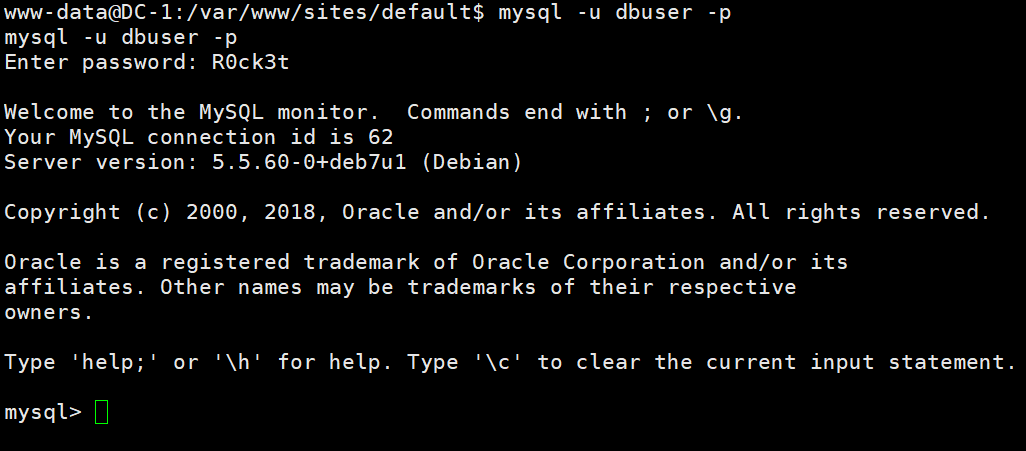 www-data@DC-1:/var/www/sites/default$ mysql -u dbuser -p
mysql -u dbuser -p
Enter password: R0ck3t
Welcome to the MySQL monitor.  Commands end with ; or \g.
Your MySQL connection id is 62
Server version: 5.5.60-0+deb7u1 (Debian)
Copyright (c) 2000, 2018, Oracle and/or its affiliates. All rights reserved.
Oracle is a registered trademark of Oracle Corporation and/or its
affiliates. Other names may be trademarks of their respective
owners.
Type 'help;' or '\h' for help. Type '\c' to clear the current input statement.
mysql>